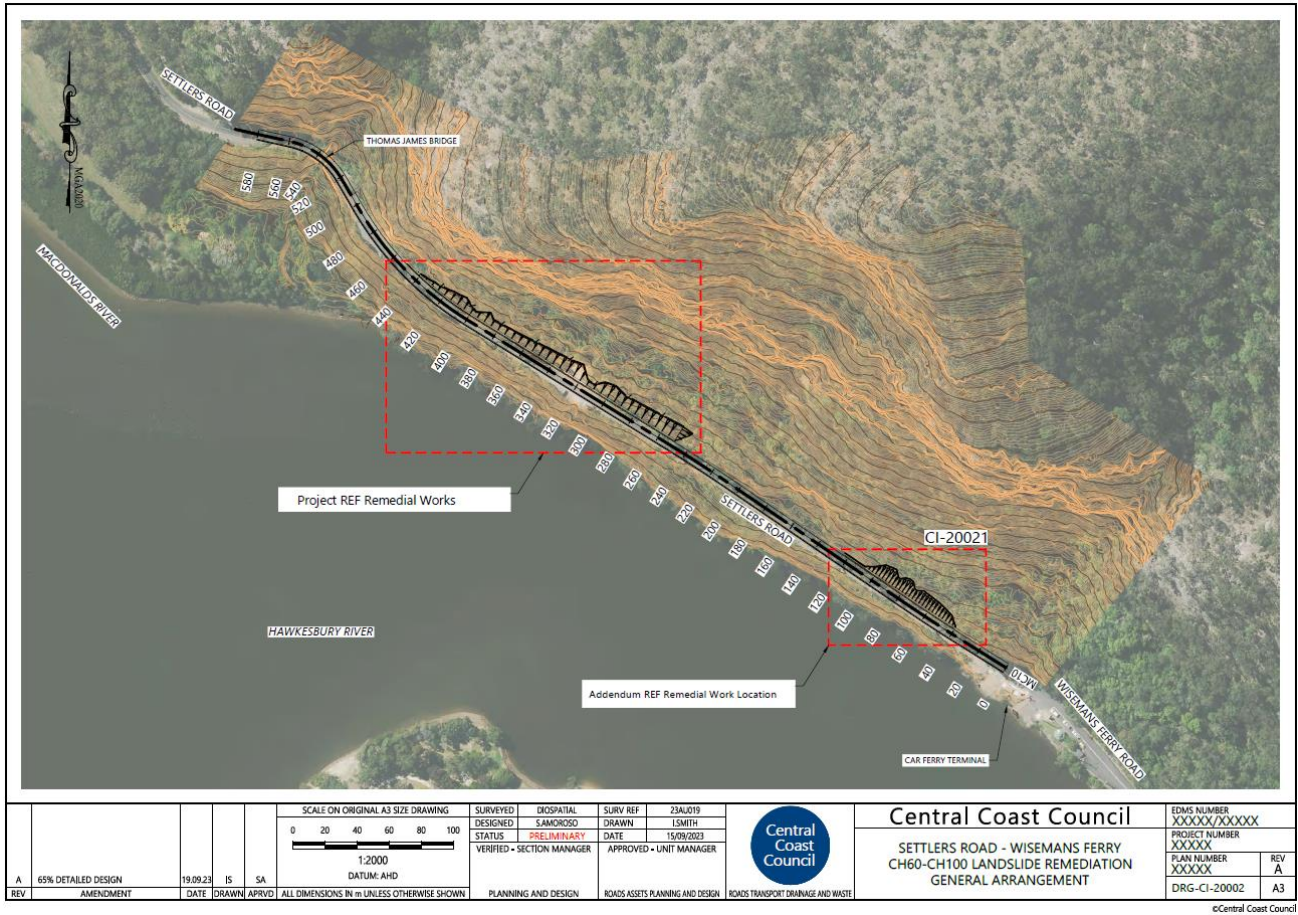 SETTLERS ROAD
THOMAS JAMES BRIDGE
MGA2020
MACDONALDS RIVER
580
560
540
520
500
480
460
440
420
400
380
360
340
320
300
280
260
240
220
200
180
160
140
120
100
80
60
40
20
0
Project REF Remedial Works
SETTLERS ROAD
CI-20021
HAWKESBURY RIVER
Addendum REF Remedial Work Location
MC10
WISEMANS FERRY ROAD
CAR FERRY TERMINAL
A 65% DETAILED DESIGN 19.09.23 IS SA
REV AMENDMENT DATE DRAWN APRVD
SCALE ON ORIGINAL A3 SIZE DRAWING
0 20 40 60 80 100
1:2000
DATUM: AHD
ALL DIMENSIONS IN m UNLESS OTHERWISE SHOWN
SURVEYED DIOSPATIAL SURV REF 23AU019
DESIGNED S.AMOROSO DRAWN I.SMITH
STATUS PRELIMINARY DATE 15/09/2023
VERIFIED - SECTION MANAGER APPROVED - UNIT MANAGER
PLANNING AND DESIGN ROADS ASSETS PLANNING AND DESIGN
Central
Coast
Council
ROADS TRANSPORT DRAINAGE AND WASTE
Central Coast Council
SETTLERS ROAD - WISEMANS FERRY
CH60-CH100 LANDSLIDE REMEDIATION
GENERAL ARRANGEMENT
EDMS NUMBER
XXXXX/XXXXX
PROJECT NUMBER
XXXXX
PLAN NUMBER REV
XXXXX A
DRG-CI-20002 A3
©Central Coast Council